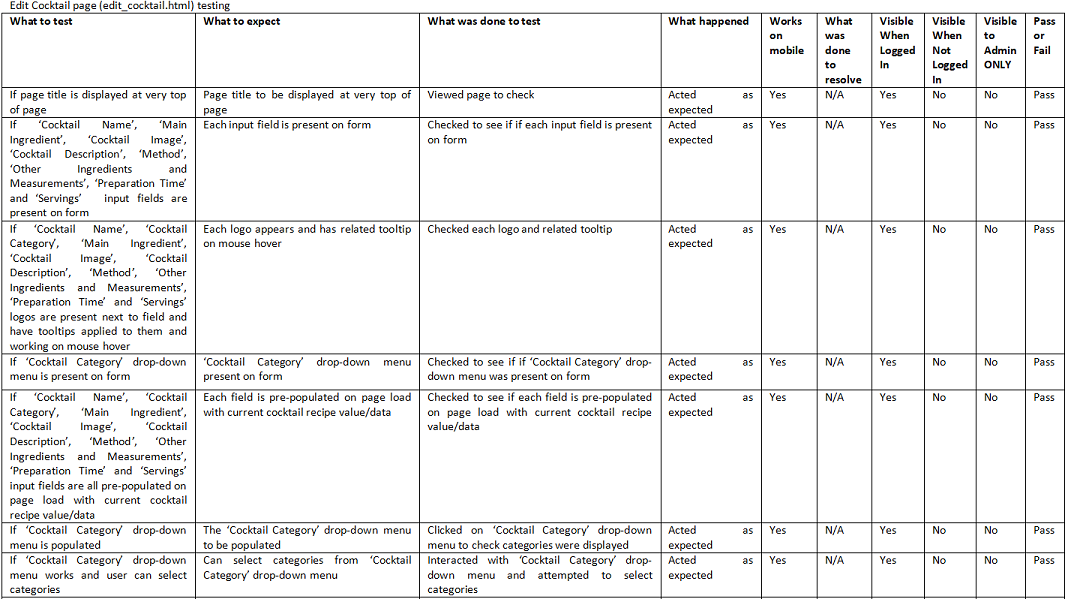 Edit Cocktail page (edit_cocktail.html) testing
What to test
What to expect
What was done to test
What happened
Works
on
mobile
What
was
done
to
resolve
Visible
When
Logged
In
Visible
When
Not
Logged
In
Visible
to
Admin
ONLY
Pass
or
Fail
If page title is displayed at very top
of page
Page title to be displayed at very top of
page
Viewed page to check
Acted as
expected
Yes
N/A
Yes
No
No
Pass
If ‘Cocktail Name’, ‘Main
Ingredient’, ‘Cocktail Image’,
‘Cocktail Description’, ‘Method’,
‘Other Ingredients and
Measurements’, ‘Preparation Time’
and ‘Servings’ input fields are
present on form
Each input field is present on form
Checked to see if if each input field is present
on form
Acted as
expected
Yes
N/A
Yes
No
No
Pass
If ‘Cocktail Name’, ‘Cocktail
Category’, ‘Main Ingredient’,
‘Cocktail Image’, ‘Cocktail
Description’, ‘Method’, ‘Other
Ingredients and Measurements’,
‘Preparation Time’ and ‘Servings’
logos are present next to field and
have tooltips applied to them and
working on mouse hover
Each logo appears and has related tooltip
on mouse hover
Checked each logo and related tooltip
Acted as
expected
Yes
N/A
Yes
No
No
Pass
If ‘Cocktail Category’ drop-down
menu is present on form
‘Cocktail Category’ drop-down menu
present on form
Checked to see if if ‘Cocktail Category’ drop-
down menu was present on form
Acted as
expected
Yes
N/A
Yes
No
No
Pass
If ‘Cocktail Name’, ‘Cocktail
Category’, ‘Main Ingredient’,
‘Cocktail Image’, ‘Cocktail
Description’, ‘Method’, ‘Other
Ingredients and Measurements’,
‘Preparation Time’ and ‘Servings’
input fields are all pre-populated on
page load with current cocktail
recipe value/data
Each field is pre-populated on page load
with current cocktail recipe value/data
Checked to see if each field is pre-populated
on page load with current cocktail recipe
value/data
Acted as
expected
Yes
N/A
Yes
No
No
Pass
If ‘Cocktail Category’ drop-down
menu is populated
The ‘Cocktail Category’ drop-down menu
to be populated
Clicked on ‘Cocktail Category’ drop-down
menu to check categories were displayed
Acted as
expected
Yes
N/A
Yes
No
No
Pass
If ‘Cocktail Category’ drop-down
menu works and user can select
categories
Can select categories from ‘Cocktail
Category’ drop-down menu
Interacted with ‘Cocktail Category’ drop-
down menu and attempted to select
categories
Acted as
expected
Yes
N/A
Yes
No
No
Pass